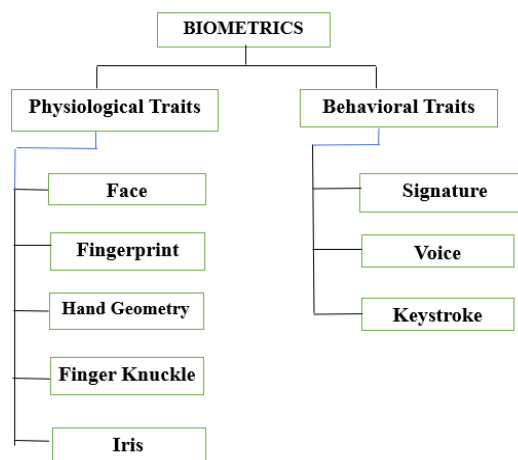 BIOMETRICS
Physiological Traits
Behavioral Traits
Face
Signature
Fingerprint
Voice
Hand Geometry
Keystroke
Finger Knuckle
Iris